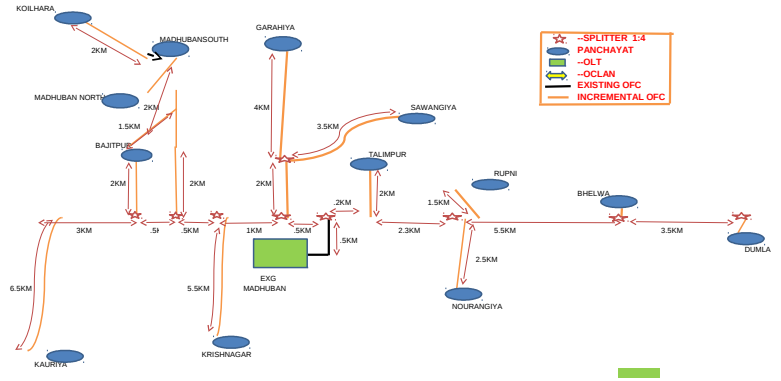 KOILHARA
MADHUBANSOUTH
GARAHIYA
--SPLITTER 1:4
PANCHAYAT
--OLT
--OCLAN
EXISTING OFC
INCREMENTAL OFC
2KM
MADHUBAN NORTH
2KM
4KM
SAWANGIYA
1.5KM
3.5KM
BAJITPUR
TALIMPUR
RUPNI
2KM
2KM
2KM
2KM
BHELWA
1.5KM
.2KM
3KM
.5K
.5KM
1KM
.5KM
2.3KM
5.5KM
3.5KM
.5KM
DUMLA
2.5KM
EXG
MADHUBAN
6.5KM
5.5KM
NOURANGIYA
KRISHNAGAR
KAURIYA